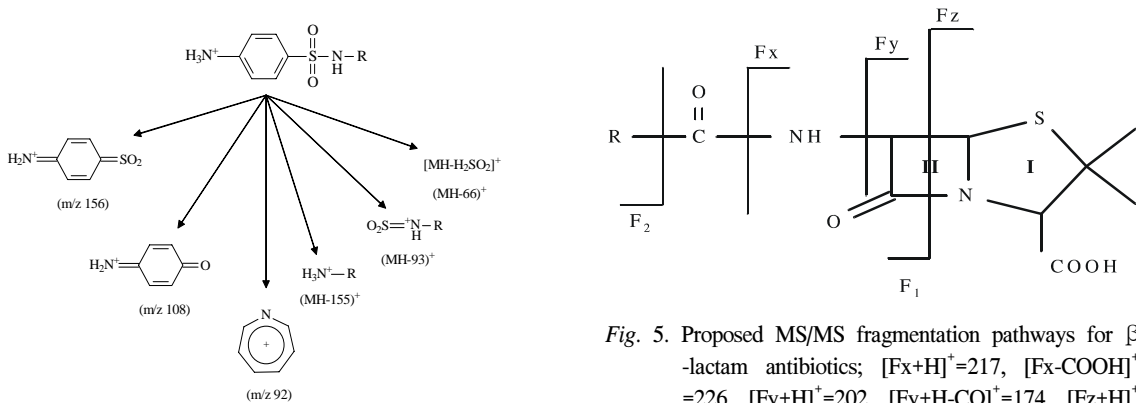 H₃N⁺
O
S
O
N
H
R
H₂N⁺
SO₂
(m/z 156)
H₂N⁺
O
(m/z 108)
N
+
(m/z 92)
H₃N⁺—R
(MH-155)⁺
O₂S=⁺N—R
H
(MH-93)⁺
[MH-H₂SO₂]⁺
(MH-66)⁺
Fz
Fy
Fx
O
R
C
NH
S
II
I
N
O
COOH
F₂
F₁
Fig. 5. Proposed MS/MS fragmentation pathways for β
-lactam antibiotics; [Fx+H]⁺=217, [Fx-COOH]⁺
=226, [Fy+H]⁺=202, [Fy+H-CO]⁺=174, [Fz+H]⁺